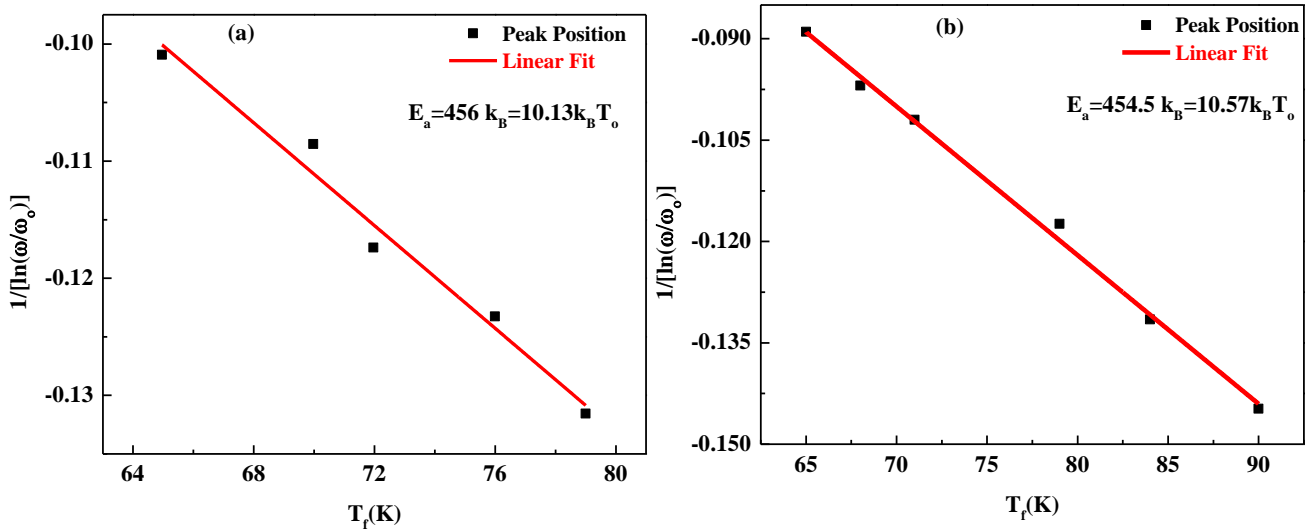 (a)
Peak Position
Linear Fit
E_a=456 k_B=10.13k_BT_o
-0.10
-0.11
-0.12
-0.13
1/[ln(ω/ω_o)]
64 68 72 76 80
T_f(K)
(b)
Peak Position
Linear Fit
E_a=454.5 k_B=10.57k_BT_o
-0.090
-0.105
-0.120
-0.135
-0.150
1/[ln(ω/ω_o)]
65 70 75 80 85 90
T_f(K)